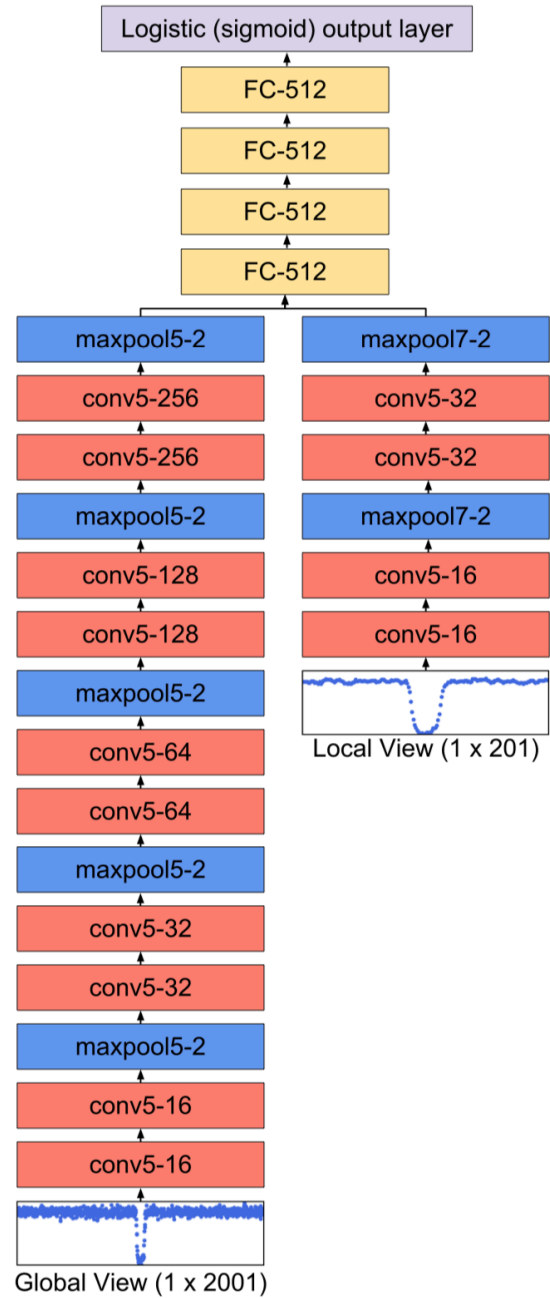 Logistic (sigmoid) output layer
FC-512
FC-512
FC-512
FC-512
maxpool5-2
conv5-256
conv5-256
maxpool5-2
conv5-128
conv5-128
maxpool5-2
conv5-64
conv5-64
maxpool5-2
conv5-32
conv5-32
maxpool5-2
conv5-16
conv5-16
Global View (1 x 2001)
maxpool7-2
conv5-32
conv5-32
maxpool7-2
conv5-16
conv5-16
Local View (1 x 201)